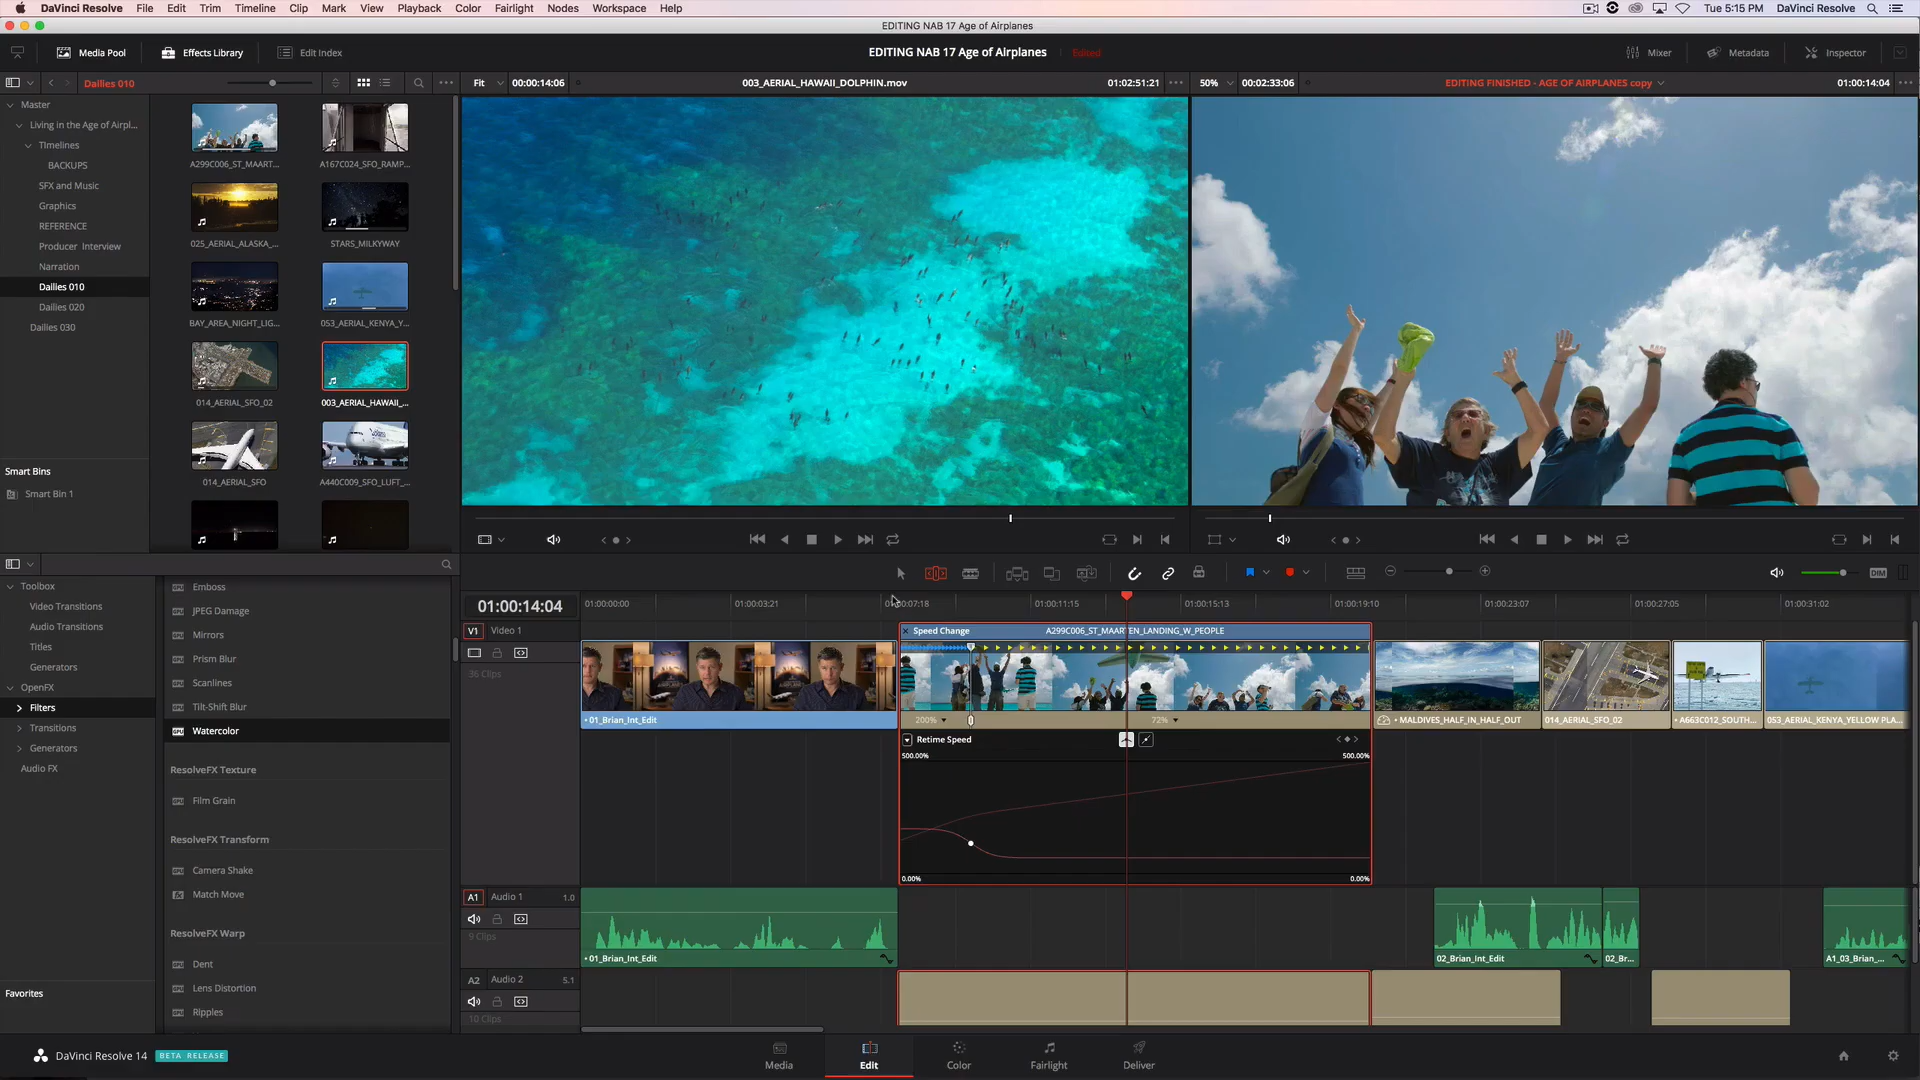 DaVinci Resolve File Edit Trim Timeline Clip Mark View Playback Color Fairlight Nodes Workspace Help
Tue 5:15 PM DaVinci Resolve
EDITING NAB 17 Age of Airplanes
Media Pool Effects Library Edit Index
EDITING NAB 17 Age of Airplanes Edited
Mixer Metadata Inspector
Dailies 010
Fit 00:00:14:06 003_AERIAL_HAWAII_DOLPHIN.mov 01:02:51:21
50% 00:02:33:06 EDITING FINISHED - AGE OF AIRPLANES copy 01:00:14:04
Master
Living in the Age of Airpl...
Timelines
BACKUPS
SFX and Music
Graphics
REFERENCE
Producer Interview
Narration
Dailies 010
Dailies 020
Dailies 030
Smart Bins
Smart Bin 1
A299C006_ST_MAART... A167C024_SFO_RAMP...
025_AERIAL_ALASKA_... STARS_MILKYWAY
BAY_AREA_NIGHT_LIG... 053_AERIAL_KENYA_Y...
014_AERIAL_SFO_02 003_AERIAL_HAWAII_...
014_AERIAL_SFO A440C009_SFO_LUFT_...
Toolbox
Video Transitions
Audio Transitions
Titles
Generators
OpenFX
Filters
Transitions
Generators
Audio FX
Favorites
Emboss
JPEG Damage
Mirrors
Prism Blur
Scanlines
Tilt-Shift Blur
Watercolor
ResolveFX Texture
Film Grain
ResolveFX Transform
Camera Shake
Match Move
ResolveFX Warp
Dent
Lens Distortion
Ripples
DIM
01:00:14:04
01:00:00:00 01:00:03:21 01:00:07:18 01:00:11:15 01:00:15:13 01:00:19:10 01:00:23:07 01:00:27:05 01:00:31:02
V1 Video 1
36 Clips
Speed Change A299C006_ST_MAARTEN_LANDING_W_PEOPLE
01_Brian_Int_Edit 200% 72% MALDIVES_HALF_IN_HALF_OUT 014_AERIAL_SFO_02 A663C012_SOUTH... 053_AERIAL_KENYA_YELLOW PLA...
Retime Speed
500.00% 500.00%
0.00% 0.00%
A1 Audio 1 1.0
9 Clips
01_Brian_Int_Edit 02_Brian_Int_Edit 02_Br... A1_03_Brian_...
A2 Audio 2 5.1
10 Clips
DaVinci Resolve 14 BETA RELEASE
Media Edit Color Fairlight Deliver